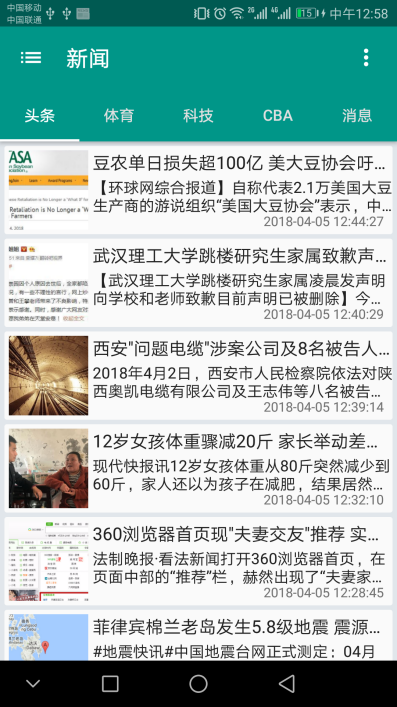 中国移动
中国联通
2G 4G 15 中午12:58
新闻
头条 体育 科技 CBA 消息
ASA
Retaliation is No Longer a "What If"
Farmers
豆农单日损失超100亿 美大豆协会吁...
【环球网综合报道】自称代表2.1万美国大豆
生产商的游说组织“美国大豆协会”表示，中...
2018-04-05 12:44:27
武汉理工大学跳楼研究生家属致歉声...
【武汉理工大学跳楼研究生家属凌晨发声明
向学校和老师致歉目前声明已被删除】今...
2018-04-05 12:40:29
西安"问题电缆"涉案公司及8名被告人...
2018年4月2日，西安市人民检察院依法对陕
西奥凯电缆有限公司及王志伟等八名被告...
2018-04-05 12:39:14
12岁女孩体重骤减20斤 家长举动差...
现代快报讯12岁女孩体重从80斤突然减少到
60斤，家人还以为孩子在减肥，结果居然...
2018-04-05 12:32:10
360浏览器首页现"夫妻交友"推荐 实...
法制晚报·看法新闻打开360浏览器首页，在
页面中部的“推荐”栏，赫然出现了“夫妻家...
2018-04-05 12:28:45
菲律宾棉兰老岛发生5.8级地震 震源...
#地震快讯#中国地震台网正式测定：04月